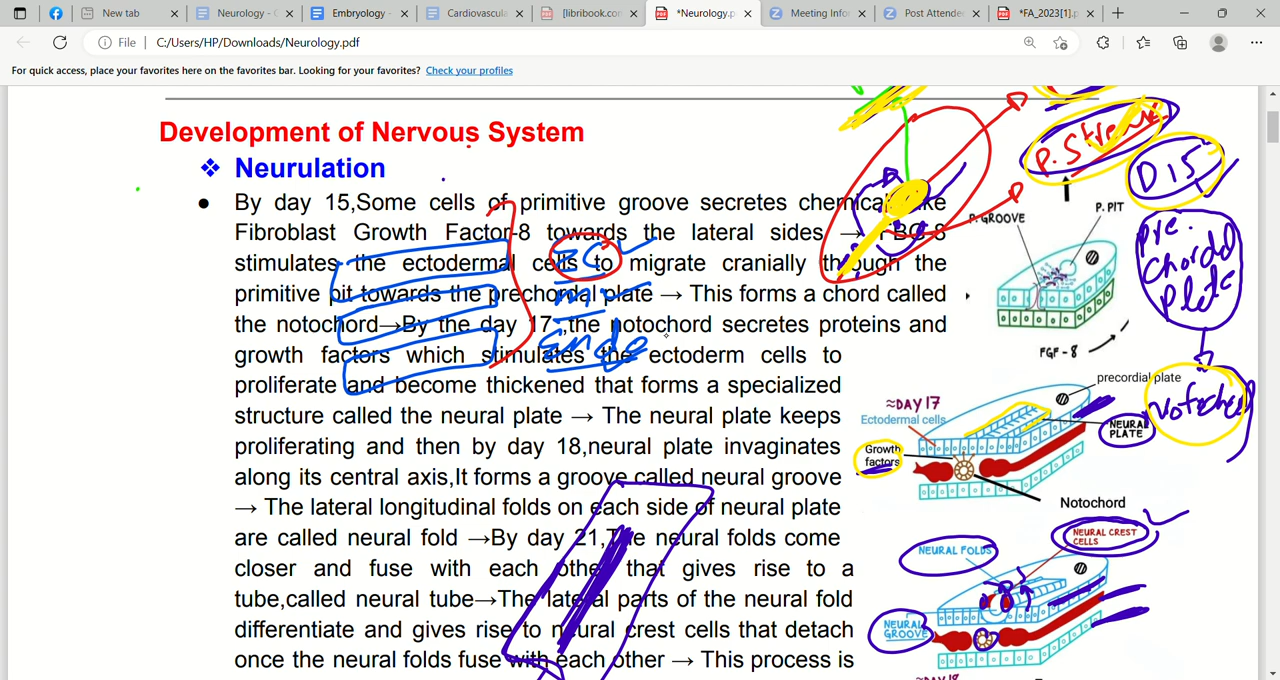 New tab
Neurology - C
Embryology -
Cardiovascula
[libribook.con
*Neurology.p
Meeting Infor
Post Attende
*FA_2023[1].p
File
C:/Users/HP/Downloads/Neurology.pdf
For quick access, place your favorites here on the favorites bar. Looking for your favorites? Check your profiles
Development of Nervous System
❖ Neurulation
● By day 15,Some cells of primitive groove secretes chemical like
Fibroblast Growth Factor-8 towards the lateral sides → FBG-8
stimulates the ectodermal cells to migrate cranially through the
primitive pit towards the prechordal plate → This forms a chord called
the notochord→By the day 17 ,the notochord secretes proteins and
growth factors which stimulates the ectoderm cells to
proliferate and become thickened that forms a specialized
structure called the neural plate → The neural plate keeps
proliferating and then by day 18,neural plate invaginates
along its central axis,It forms a groove called neural groove
→ The lateral longitudinal folds on each side of neural plate
are called neural fold →By day 21,The neural folds come
closer and fuse with each other that gives rise to a
tube,called neural tube→The lateral parts of the neural fold
differentiate and gives rise to neural crest cells that detach
once the neural folds fuse with each other → This process is
EC
m
Endo
P. Streak
D15
Pre.
Chordal
Plate
Notochord
P. GROOVE
P. PIT
FGF-8
precordial plate
≈DAY 17
Ectodermal cells
NEURAL
PLATE
Growth
factors
Notochord
NEURAL CREST
CELLS
NEURAL FOLDS
NEURAL
GROOVE